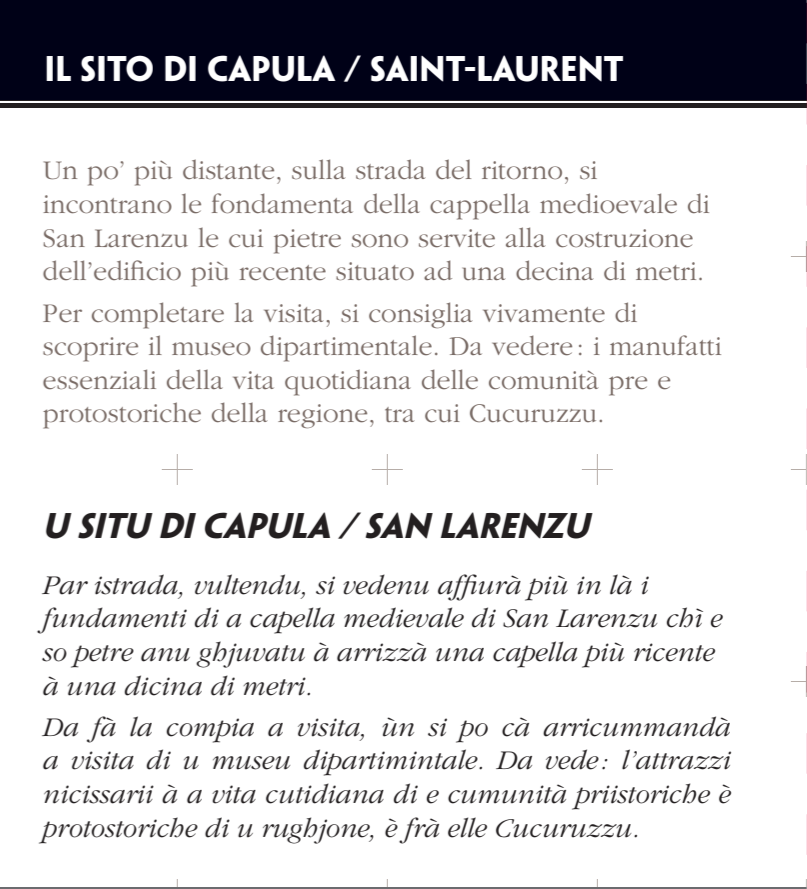 IL SITO DI CAPULA / SAINT-LAURENT
Un po’ più distante, sulla strada del ritorno, si
incontrano le fondamenta della cappella medioevale di
San Larenzu le cui pietre sono servite alla costruzione
dell’edificio più recente situato ad una decina di metri.
Per completare la visita, si consiglia vivamente di
scoprire il museo dipartimentale. Da vedere: i manufatti
essenziali della vita quotidiana delle comunità pre e
protostoriche della regione, tra cui Cucuruzzu.
U SITU DI CAPULA / SAN LARENZU
Par istrada, vultendu, si vedenu affiurà più in là i
fundamenti di a capella medievale di San Larenzu chì e
so petre anu ghjuvatu à arrizzà una capella più ricente
à una dicina di metri.
Da fà la compia a visita, ùn si po cà arricummandà
a visita di u museu dipartimintale. Da vede: l’attrazzi
nicissarii à a vita cutidiana di e cumunità priistoriche è
protostoriche di u rughjone, è frà elle Cucuruzzu.